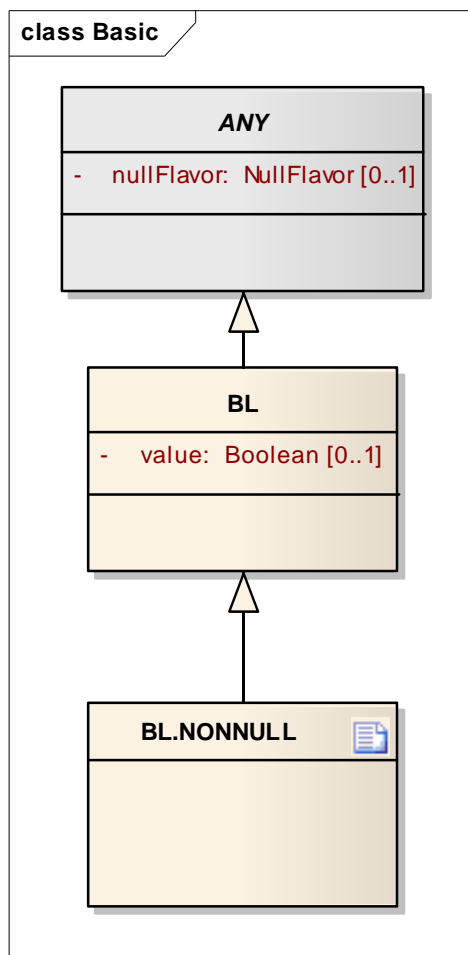 class Basic
ANY
- nullFlavor: NullFlavor [0..1]
BL
- value: Boolean [0..1]
BL.NONNULL